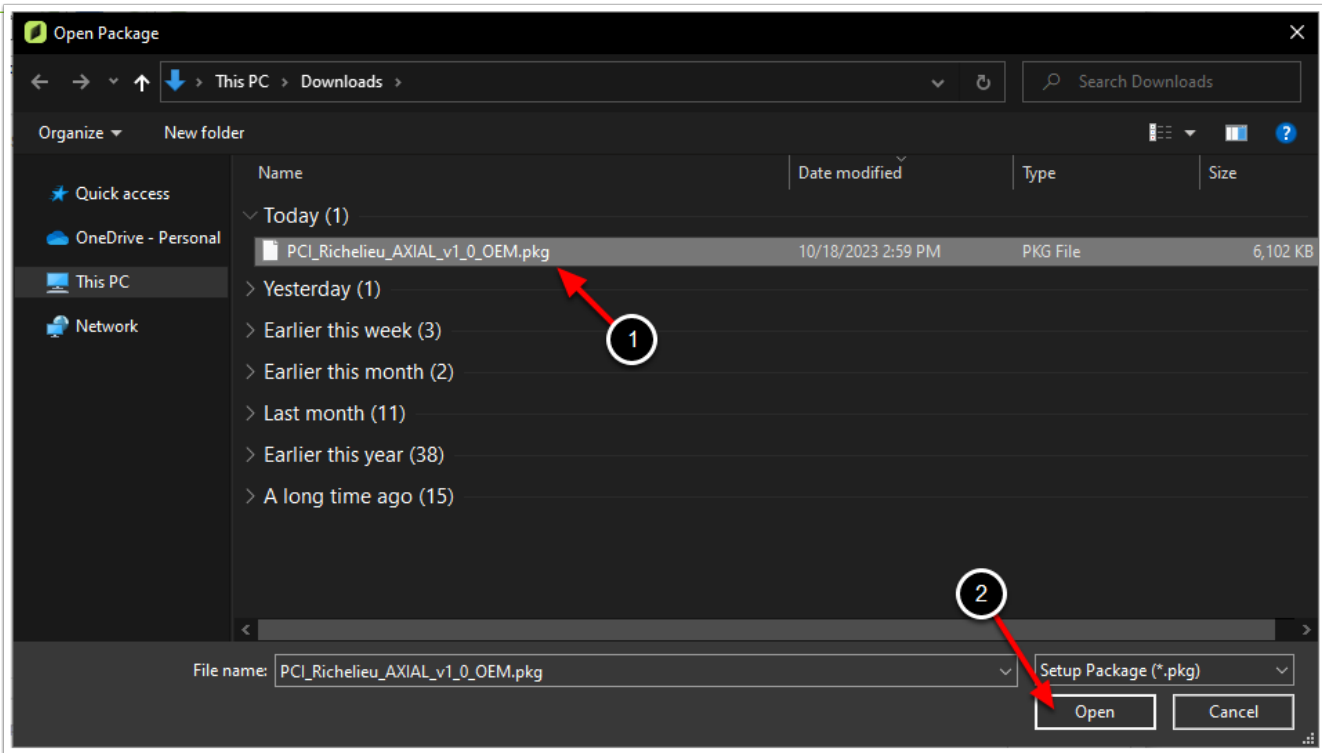 Open Package
This PC > Downloads >
Search Downloads
Organize
New folder
?
Name
Date modified
Type
Size
Quick access
OneDrive - Personal
This PC
Network
Today (1)
PCI_Richelieu_AXIAL_v1_0_OEM.pkg
10/18/2023 2:59 PM
PKG File
6,102 KB
Yesterday (1)
Earlier this week (3)
1
Earlier this month (2)
Last month (11)
Earlier this year (38)
A long time ago (15)
2
File name:
PCI_Richelieu_AXIAL_v1_0_OEM.pkg
Setup Package (*.pkg)
Open
Cancel